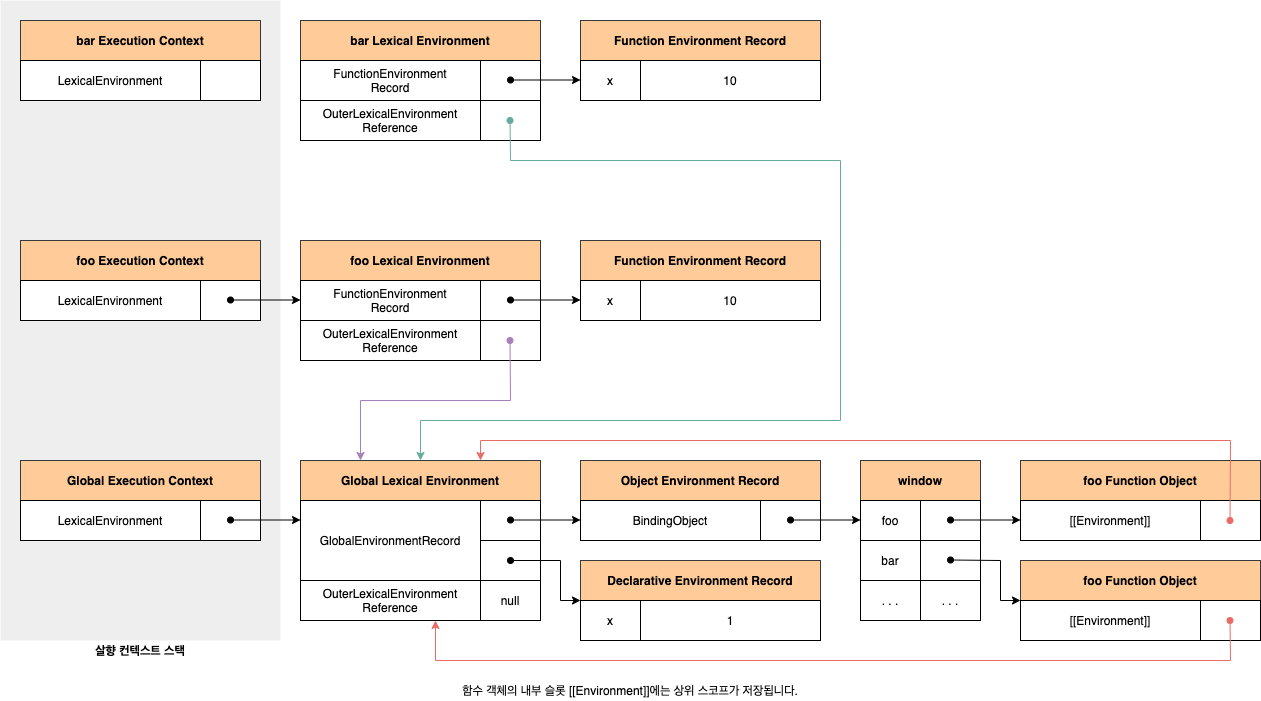 bar Execution Context
LexicalEnvironment
bar Lexical Environment
FunctionEnvironment
Record
OuterLexicalEnvironment
Reference
Function Environment Record
x
10
foo Execution Context
LexicalEnvironment
foo Lexical Environment
FunctionEnvironment
Record
OuterLexicalEnvironment
Reference
Function Environment Record
x
10
Global Execution Context
LexicalEnvironment
Global Lexical Environment
GlobalEnvironmentRecord
OuterLexicalEnvironment
Reference
null
Object Environment Record
BindingObject
Declarative Environment Record
x
1
window
foo
bar
. . .
. . .
foo Function Object
[[Environment]]
foo Function Object
[[Environment]]
살향 컨텍스트 스택
함수 객체의 내부 슬롯 [[Environment]]에는 상위 스코프가 저장됩니다.